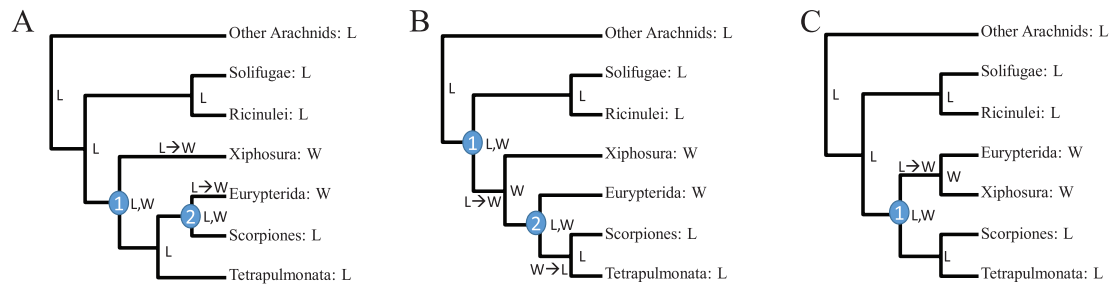 A
Other Arachnids: L
Solifugae: L
L
L
Ricinulei: L
L
L→W
Xiphosura: W
L→W
Eurypterida: W
1
L,W
2
L,W
Scorpiones: L
L
Tetrapulmonata: L
B
Other Arachnids: L
Solifugae: L
L
L
Ricinulei: L
1
L,W
Xiphosura: W
W
L→W
Eurypterida: W
2
L,W
Scorpiones: L
L
W→L
Tetrapulmonata: L
C
Other Arachnids: L
Solifugae: L
L
L
Ricinulei: L
L
Eurypterida: W
L→W
W
Xiphosura: W
1
L,W
Scorpiones: L
L
Tetrapulmonata: L